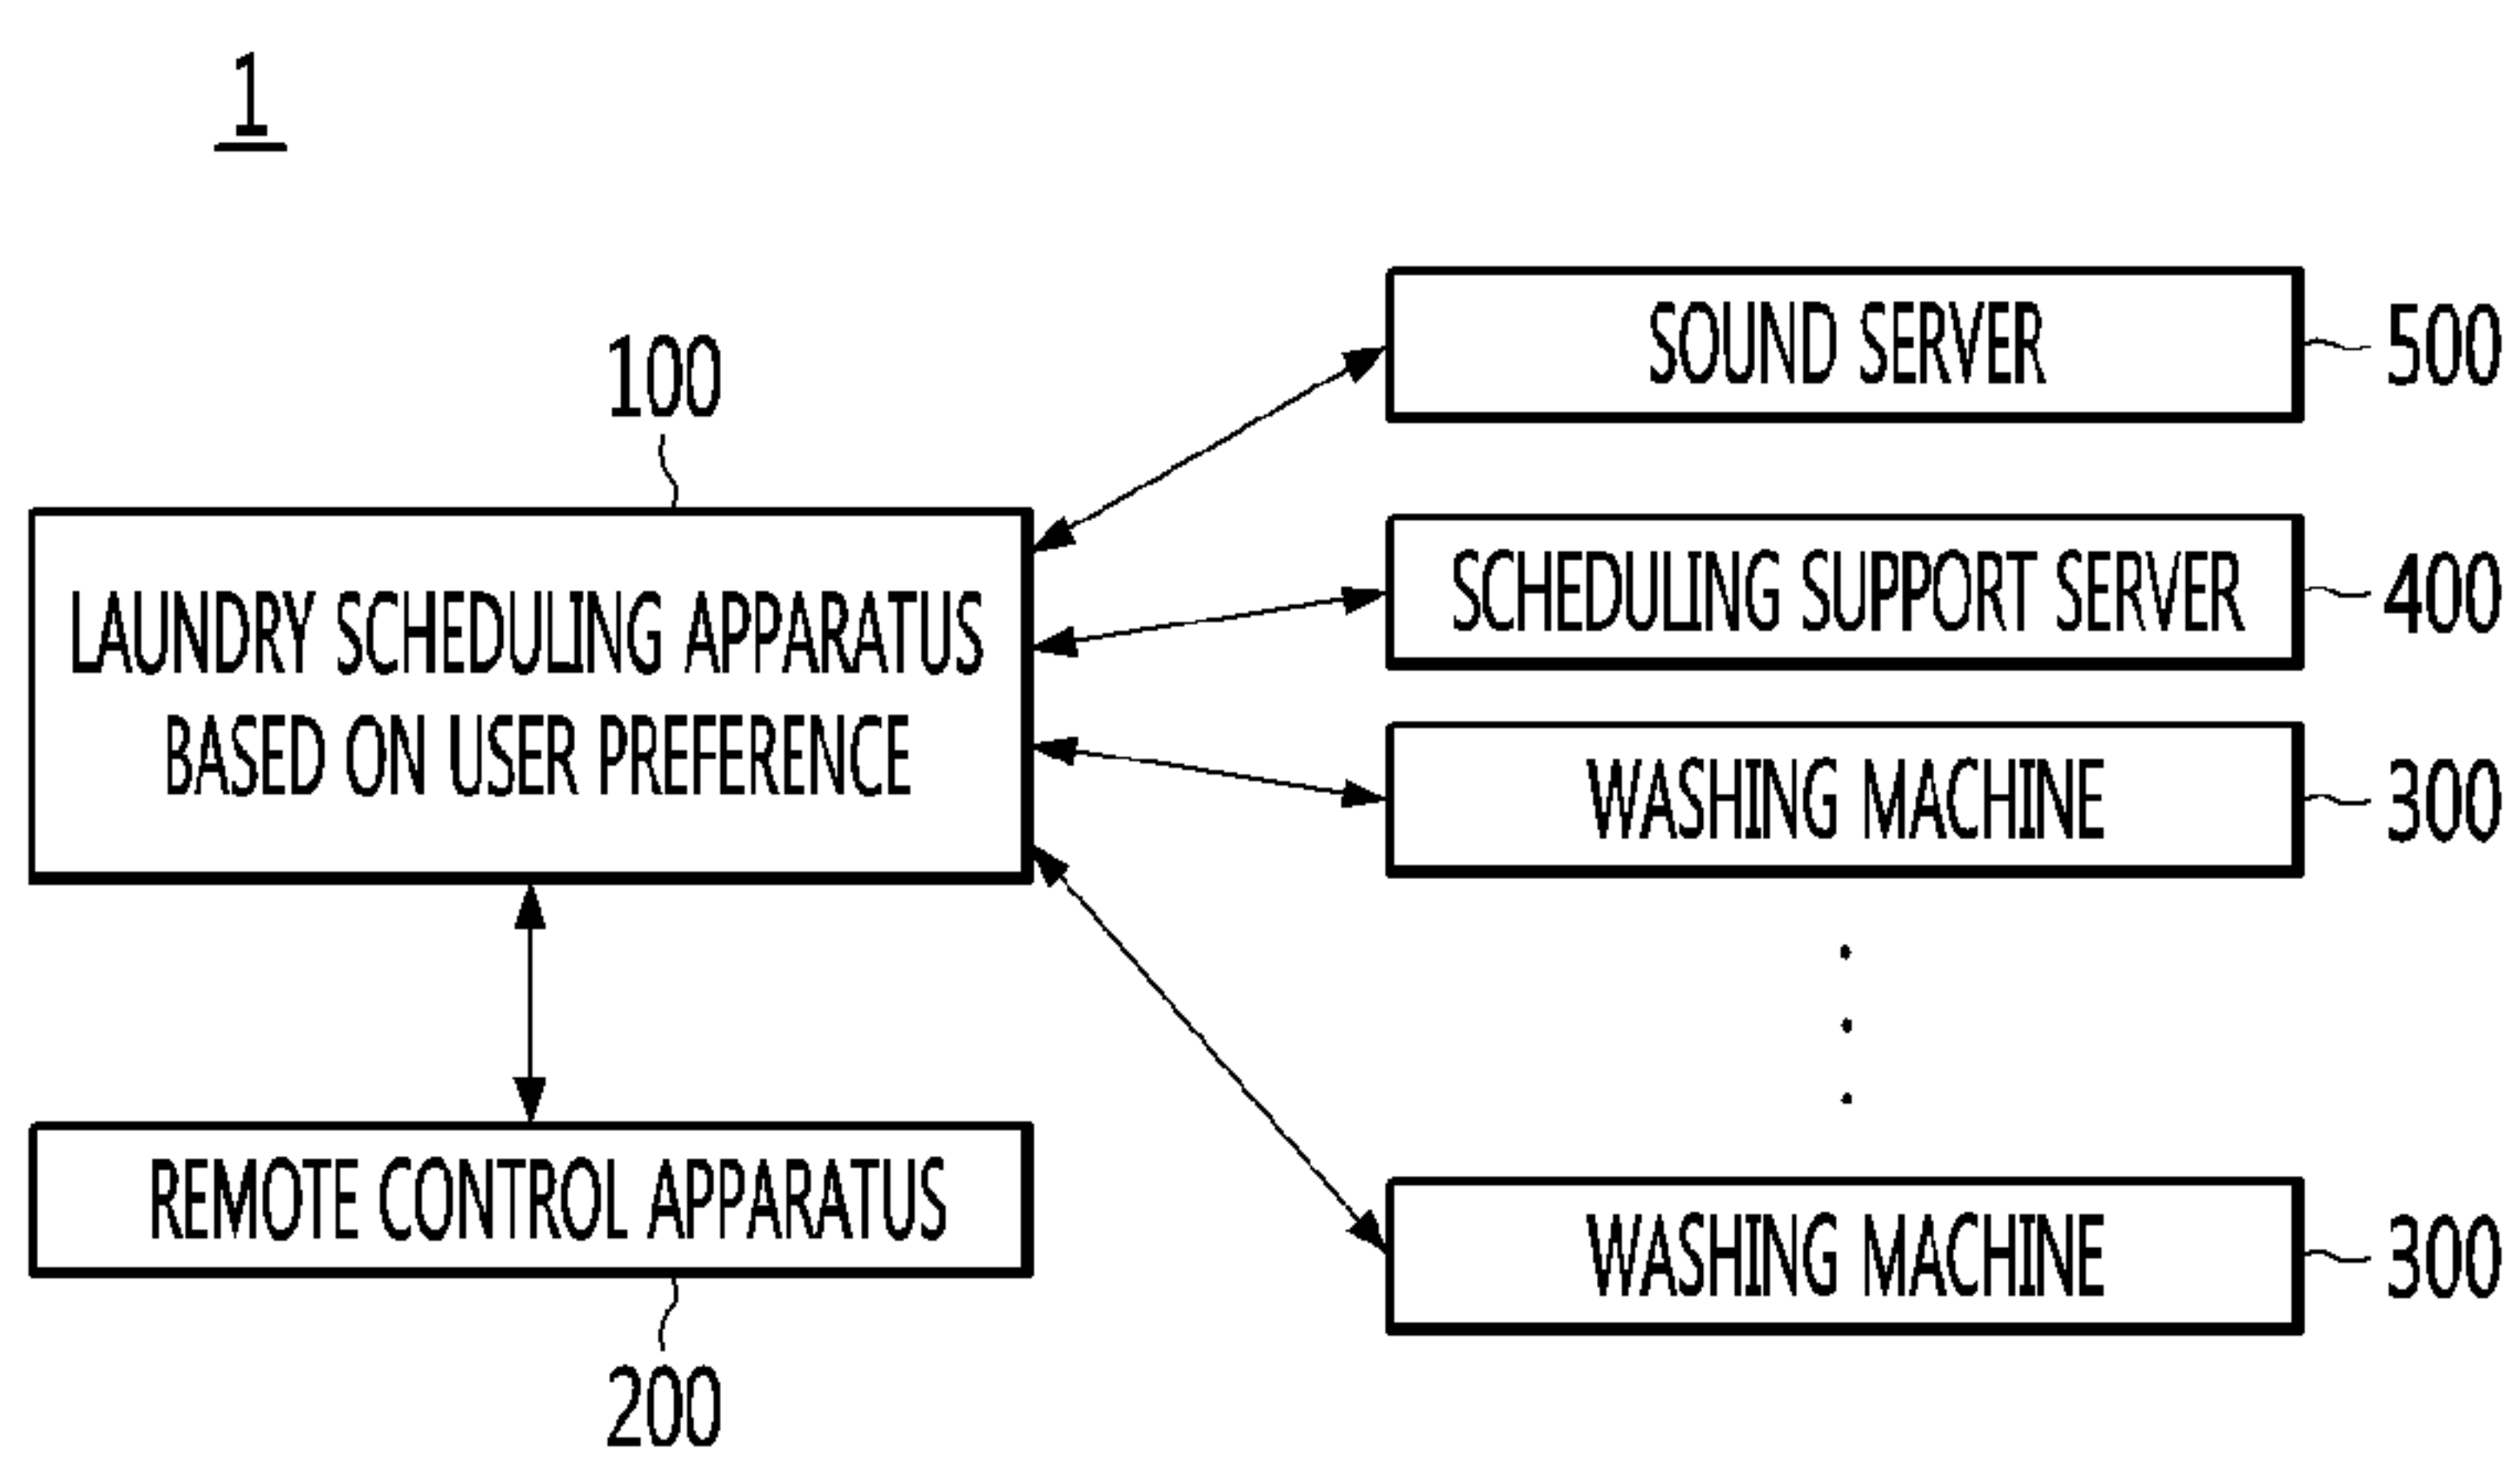 1
100
LAUNDRY SCHEDULING APPARATUS
BASED ON USER PREFERENCE
REMOTE CONTROL APPARATUS
200
SOUND SERVER
500
SCHEDULING SUPPORT SERVER
400
WASHING MACHINE
300
WASHING MACHINE
300